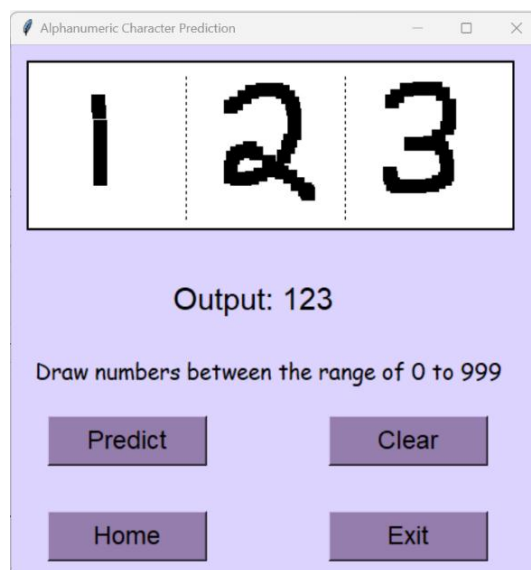 Alphanumeric Character Prediction
1 2 3
Output: 123
Draw numbers between the range of 0 to 999
Predict Clear
Home Exit